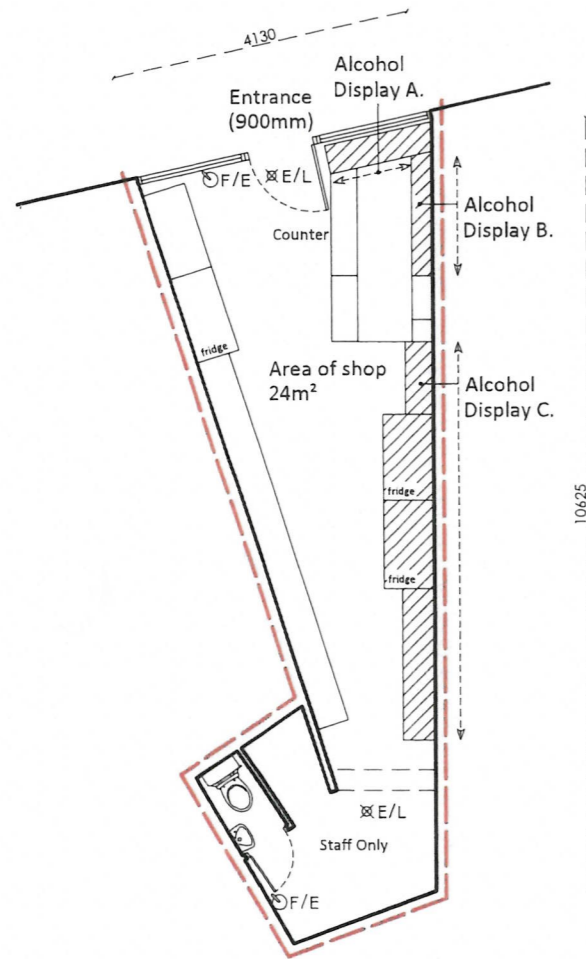 4130
Alcohol
Display A.
Entrance
(900mm)
F/E
E/L
Counter
Alcohol
Display B.
fridge
Area of shop
24m²
Alcohol
Display C.
10625
fridge
fridge
E/L
Staff Only
F/E